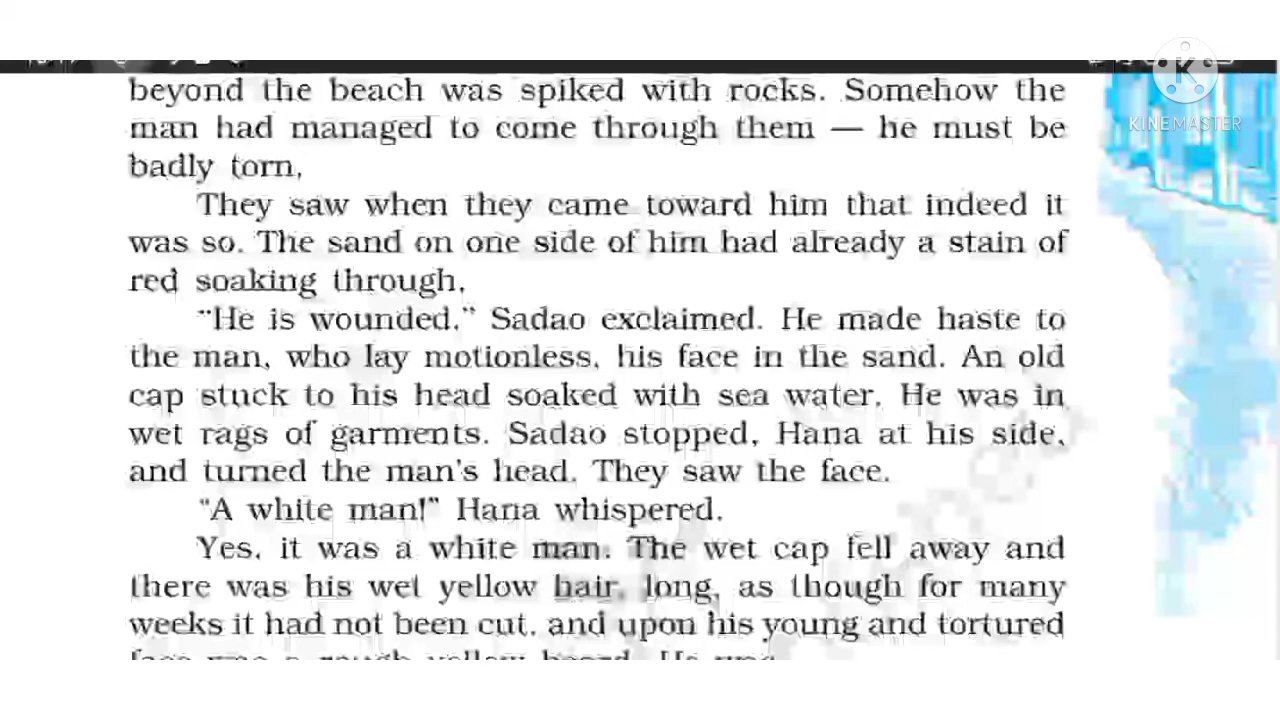 beyond the beach was spiked with rocks. Somehow the
man had managed to come through them — he must be
badly torn.
They saw when they came toward him that indeed it
was so. The sand on one side of him had already a stain of
red soaking through.
"He is wounded," Sadao exclaimed. He made haste to
the man, who lay motionless, his face in the sand. An old
cap stuck to his head soaked with sea water. He was in
wet rags of garments. Sadao stopped, Hana at his side,
and turned the man's head. They saw the face.
"A white man!" Hana whispered.
Yes, it was a white man. The wet cap fell away and
there was his wet yellow hair, long, as though for many
weeks it had not been cut, and upon his young and tortured
face was a rough yellow beard. He was
K
KINEMASTER